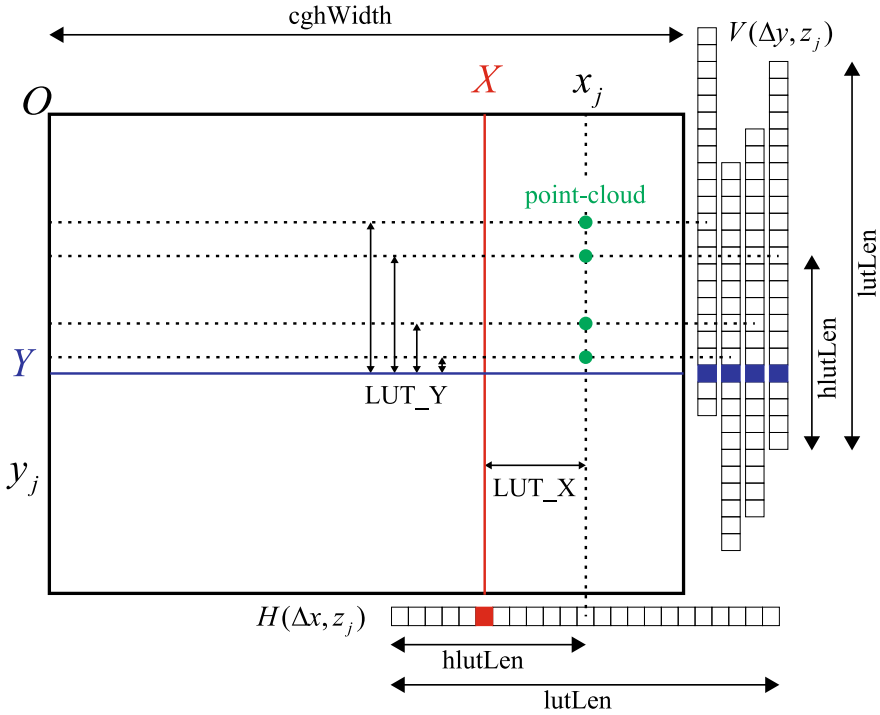 cghWidth
V(Δy, z_j)
O
X
x_j
point-cloud
lutLen
Y
hlutLen
LUT_Y
y_j
LUT_X
H(Δx, z_j)
hlutLen
lutLen